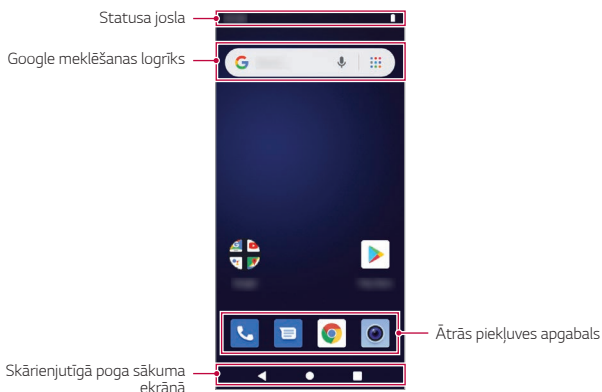 Statusa josla
Google meklēšanas logrīks
Ātrās piekļuves apgabals
Skārienjutīgā poga sākuma
ekrānā